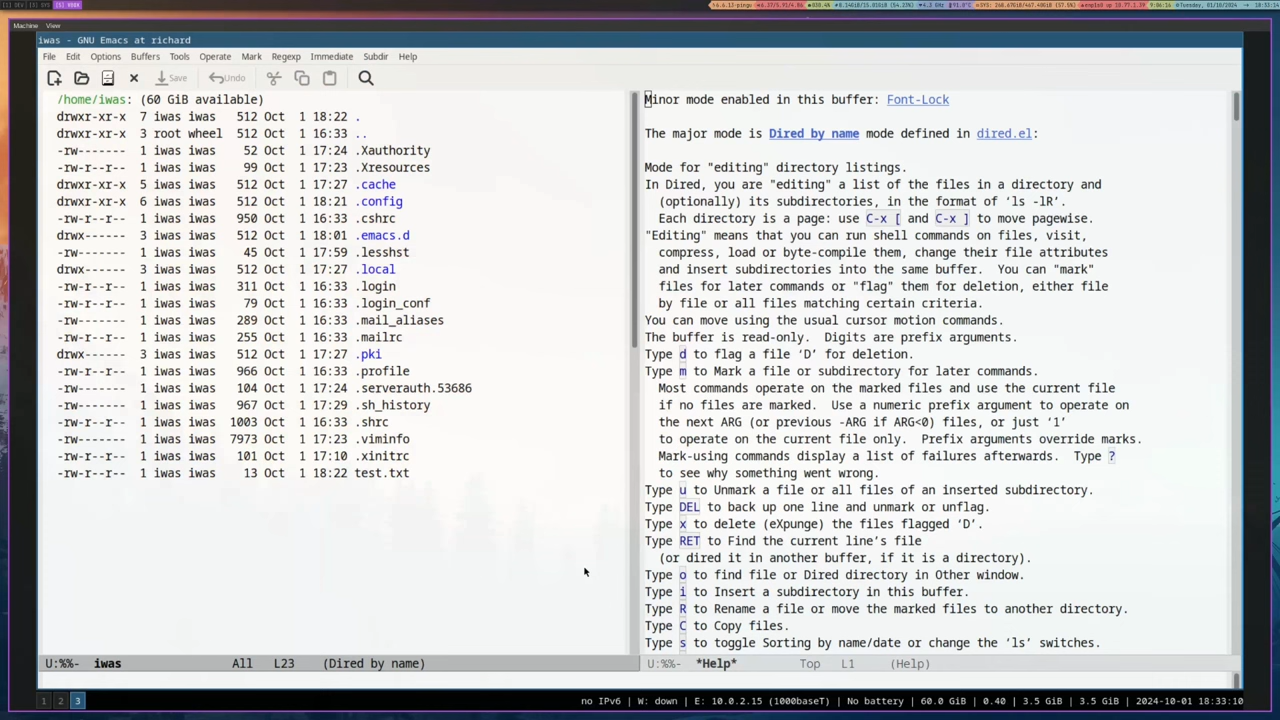 [1] DEV [3] SYS [5] VBOX
Tuesday, 01/10/2024
Machine View
iwas - GNU Emacs at richard
File Edit Options Buffers Tools Operate Mark Regexp Immediate Subdir Help
Save Undo
/home/iwas: (60 GiB available)
drwxr-xr-x 7 iwas iwas 512 Oct 1 18:22 .
drwxr-xr-x 3 root wheel 512 Oct 1 16:33 ..
-rw------- 1 iwas iwas 52 Oct 1 17:24 .Xauthority
-rw-r--r-- 1 iwas iwas 99 Oct 1 17:23 .Xresources
drwxr-xr-x 5 iwas iwas 512 Oct 1 17:27 .cache
drwxr-xr-x 6 iwas iwas 512 Oct 1 18:21 .config
-rw-r--r-- 1 iwas iwas 950 Oct 1 16:33 .cshrc
drwx------ 3 iwas iwas 512 Oct 1 18:01 .emacs.d
-rw------- 1 iwas iwas 45 Oct 1 17:59 .lesshst
drwx------ 3 iwas iwas 512 Oct 1 17:27 .local
-rw-r--r-- 1 iwas iwas 311 Oct 1 16:33 .login
-rw-r--r-- 1 iwas iwas 79 Oct 1 16:33 .login_conf
-rw------- 1 iwas iwas 289 Oct 1 16:33 .mail_aliases
-rw-r--r-- 1 iwas iwas 255 Oct 1 16:33 .mailrc
drwx------ 3 iwas iwas 512 Oct 1 17:27 .pki
-rw-r--r-- 1 iwas iwas 966 Oct 1 16:33 .profile
-rw------- 1 iwas iwas 104 Oct 1 17:24 .serverauth.53686
-rw------- 1 iwas iwas 967 Oct 1 17:29 .sh_history
-rw-r--r-- 1 iwas iwas 1003 Oct 1 16:33 .shrc
-rw------- 1 iwas iwas 7973 Oct 1 17:23 .viminfo
-rw-r--r-- 1 iwas iwas 101 Oct 1 17:10 .xinitrc
-rw-r--r-- 1 iwas iwas 13 Oct 1 18:22 test.txt
U:%%- iwas All L23 (Dired by name)
Minor mode enabled in this buffer: Font-Lock
The major mode is Dired by name mode defined in dired.el:
Mode for "editing" directory listings.
In Dired, you are "editing" a list of the files in a directory and
(optionally) its subdirectories, in the format of ‘ls -lR’.
Each directory is a page: use C-x [ and C-x ] to move pagewise.
"Editing" means that you can run shell commands on files, visit,
compress, load or byte-compile them, change their file attributes
and insert subdirectories into the same buffer. You can "mark"
files for later commands or "flag" them for deletion, either file
by file or all files matching certain criteria.
You can move using the usual cursor motion commands.
The buffer is read-only. Digits are prefix arguments.
Type d to flag a file ‘D’ for deletion.
Type m to Mark a file or subdirectory for later commands.
Most commands operate on the marked files and use the current file
if no files are marked. Use a numeric prefix argument to operate on
the next ARG (or previous -ARG if ARG<0) files, or just ‘1’
to operate on the current file only. Prefix arguments override marks.
Mark-using commands display a list of failures afterwards. Type ?
to see why something went wrong.
Type u to Unmark a file or all files of an inserted subdirectory.
Type DEL to back up one line and unmark or unflag.
Type x to delete (eXpunge) the files flagged ‘D’.
Type RET to Find the current line’s file
(or dired it in another buffer, if it is a directory).
Type o to find file or Dired directory in Other window.
Type i to Insert a subdirectory in this buffer.
Type R to Rename a file or move the marked files to another directory.
Type C to Copy files.
Type s to toggle Sorting by name/date or change the ‘ls’ switches.
U:%%- *Help* Top L1 (Help)
1 2 3
no IPv6 | W: down | E: 10.0.2.15 (1000baseT) | No battery | 60.0 GiB | 0.40 | 3.5 GiB | 3.5 GiB | 2024-10-01 18:33:10